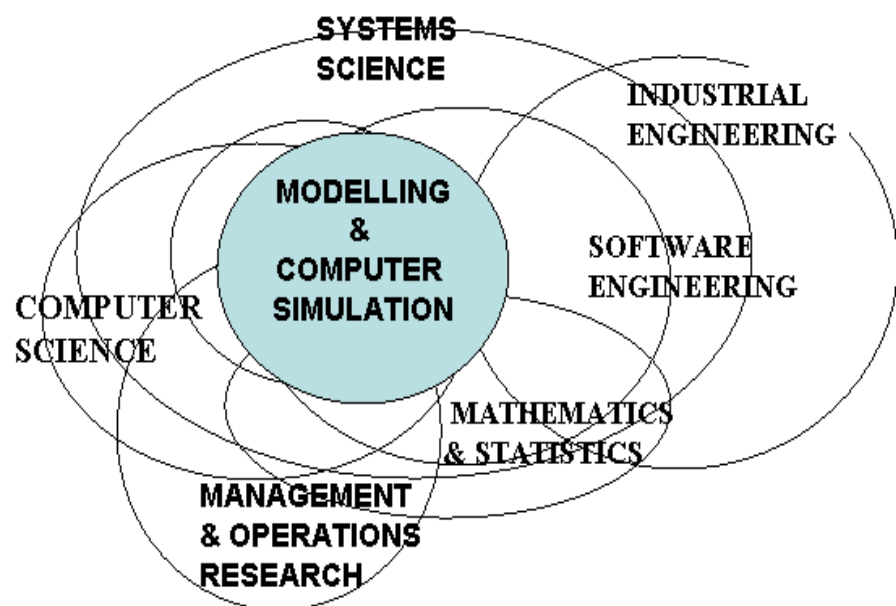 SYSTEMS
SCIENCE
INDUSTRIAL
ENGINEERING
MODELLING
&
COMPUTER
SIMULATION
SOFTWARE
ENGINEERING
COMPUTER
SCIENCE
MATHEMATICS
& STATISTICS
MANAGEMENT
& OPERATIONS
RESEARCH